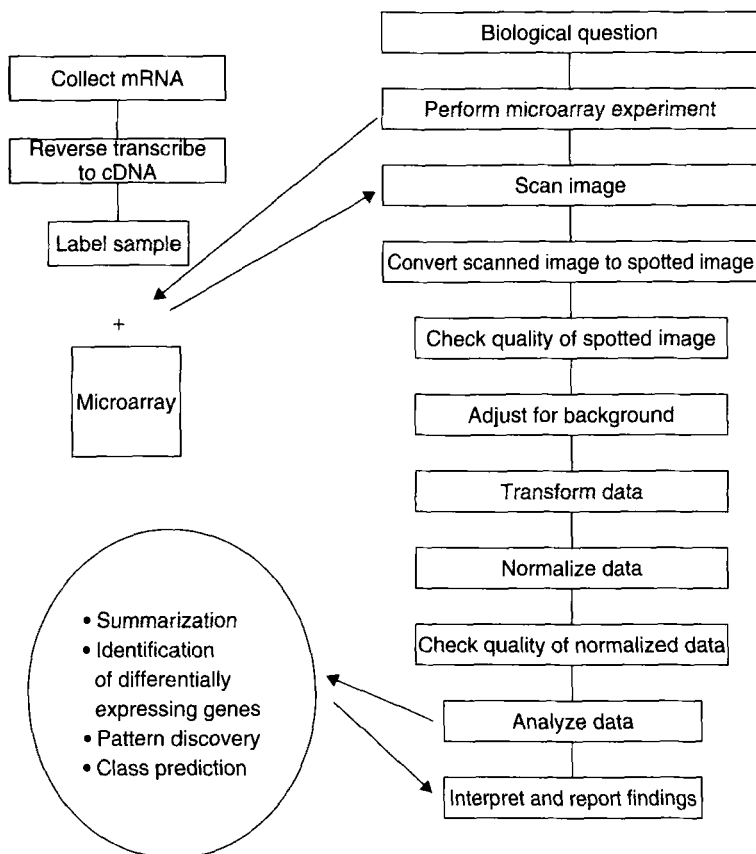 Collect mRNA
Reverse transcribe
to cDNA
Label sample
+
Microarray
Biological question
Perform microarray experiment
Scan image
Convert scanned image to spotted image
Check quality of spotted image
Adjust for background
Transform data
Normalize data
Check quality of normalized data
Analyze data
Interpret and report findings
• Summarization
• Identification
of differentially
expressing genes
• Pattern discovery
• Class prediction